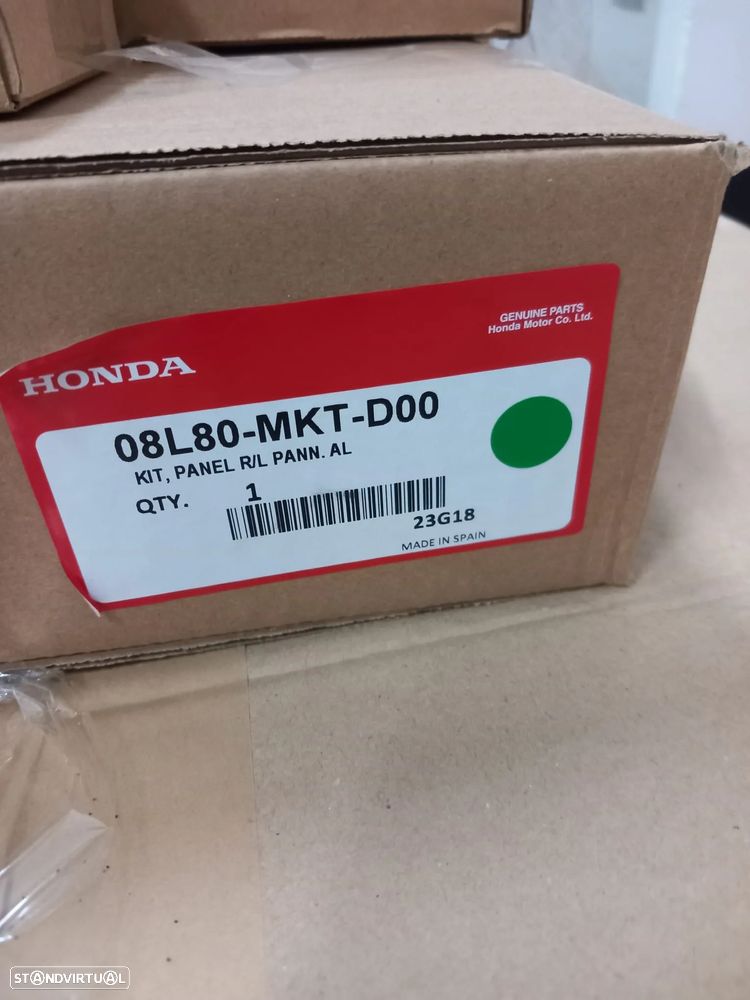 GENUINE PARTS
Honda Motor Co. Ltd.
HONDA
08L80-MKT-D00
KIT, PANEL R/L PANN. AL
QTY. 1
23G18
MADE IN SPAIN
STANDVIRTUAL